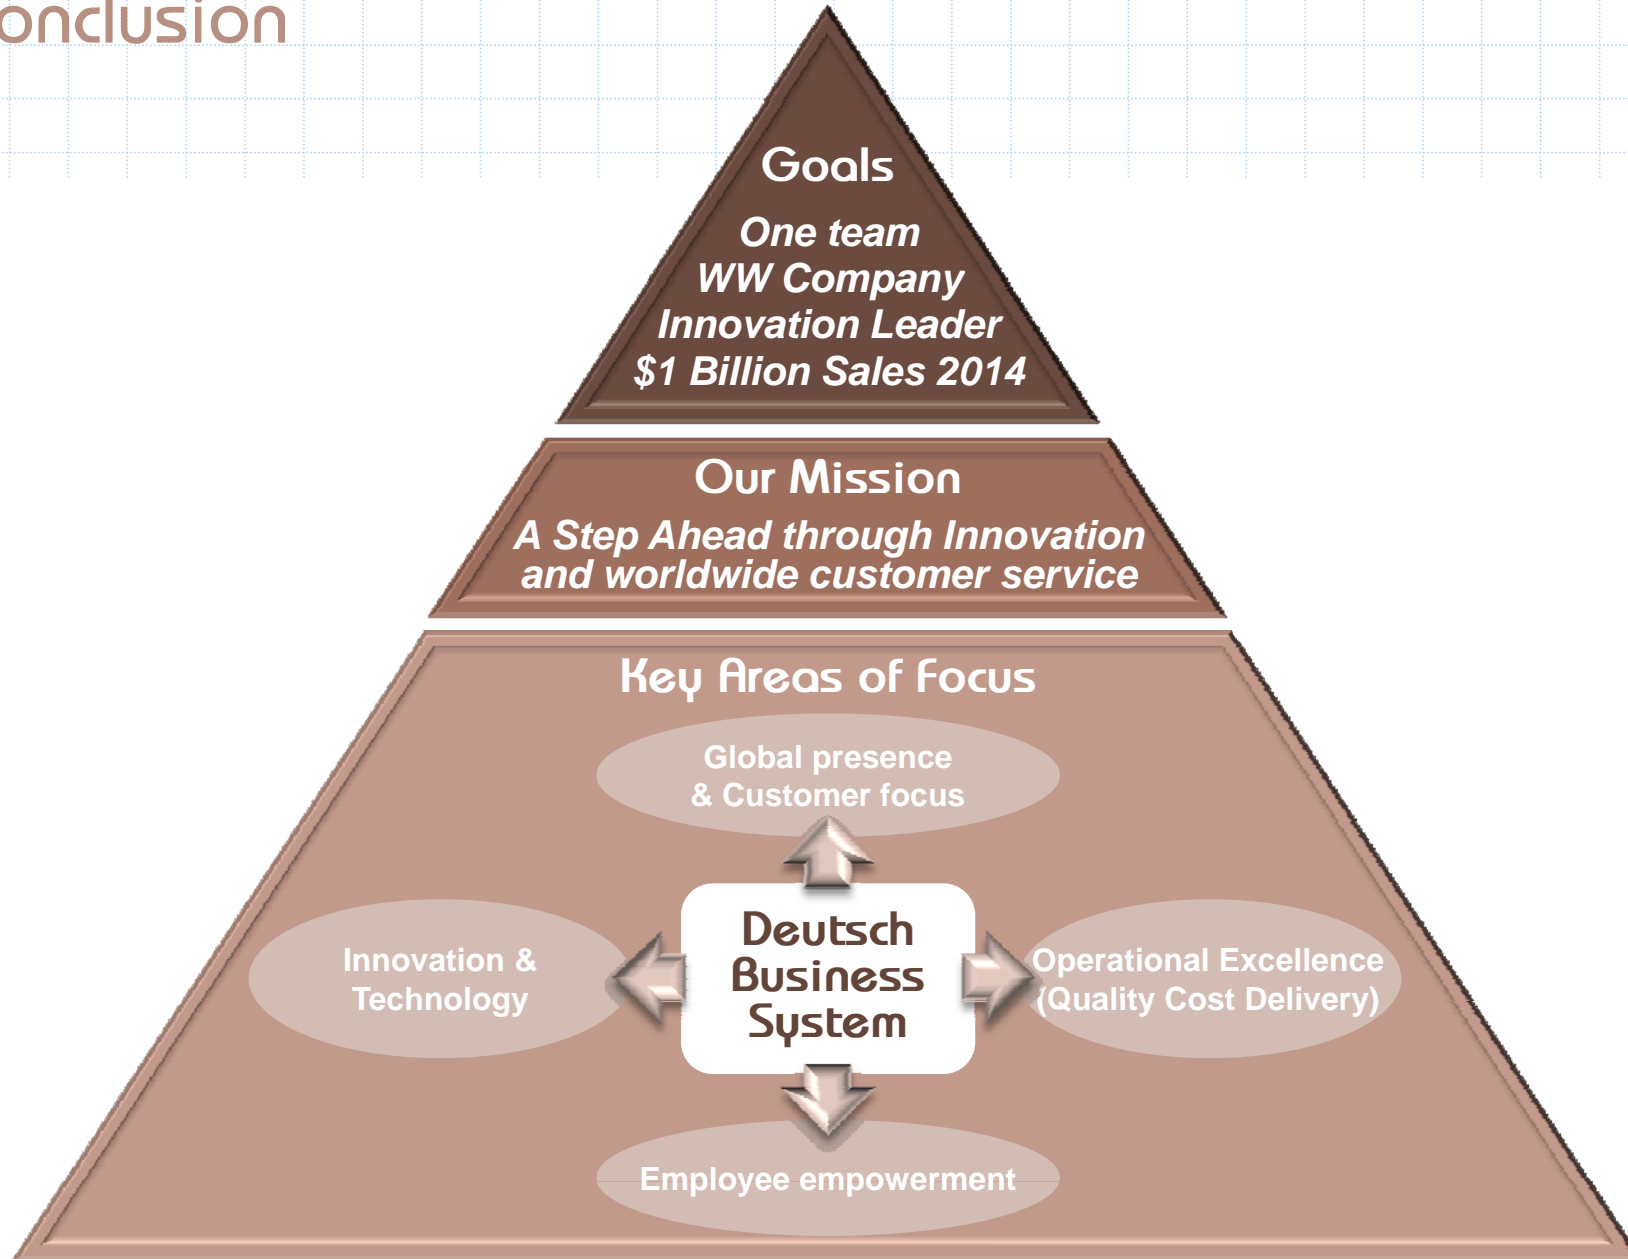 onclusion
Goals
One team
WW Company
Innovation Leader
$1 Billion Sales 2014
Our Mission
A Step Ahead through Innovation
and worldwide customer service
Key Areas of Focus
Global presence
& Customer focus
Innovation &
Technology
Deutsch
Business
System
Operational Excellence
(Quality Cost Delivery)
Employee empowerment